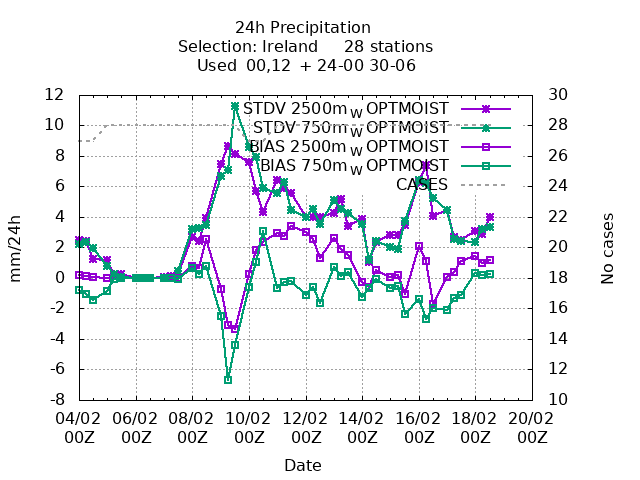 24h Precipitation
Selection: Ireland 28 stations
Used 00,12 + 24-00 30-06
12 30
10 28
8 26
6 24
4 22
2 20
0 18
-2 16
-4 14
-6 12
-8 10
STDV 2500m W OPTMOIST
STDV 750m W OPTMOIST
BIAS 2500m W OPTMOIST
BIAS 750m W OPTMOIST
CASES
mm/24h
No cases
04/02 06/02 08/02 10/02 12/02 14/02 16/02 18/02 20/02
00Z 00Z 00Z 00Z 00Z 00Z 00Z 00Z 00Z
Date